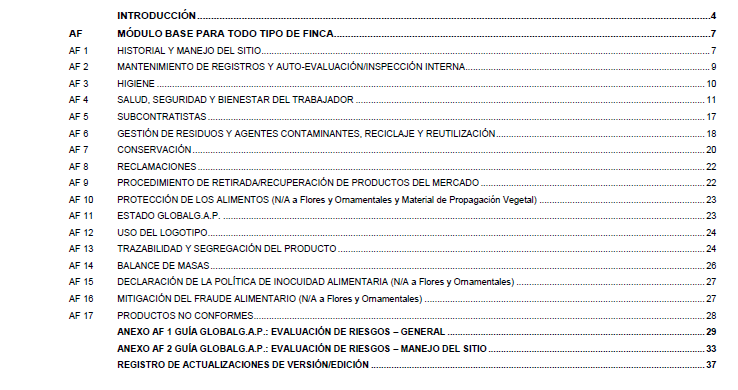 INTRODUCCIÓN 4
AF MÓDULO BASE PARA TODO TIPO DE FINCA 7
AF 1 HISTORIAL Y MANEJO DEL SITIO 7
AF 2 MANTENIMIENTO DE REGISTROS Y AUTO-EVALUACIÓN/INSPECCIÓN INTERNA 9
AF 3 HIGIENE 10
AF 4 SALUD, SEGURIDAD Y BIENESTAR DEL TRABAJADOR 11
AF 5 SUBCONTRATISTAS 17
AF 6 GESTIÓN DE RESIDUOS Y AGENTES CONTAMINANTES, RECICLAJE Y REUTILIZACIÓN 18
AF 7 CONSERVACIÓN 20
AF 8 RECLAMACIONES 22
AF 9 PROCEDIMIENTO DE RETIRADA/RECUPERACIÓN DE PRODUCTOS DEL MERCADO 22
AF 10 PROTECCIÓN DE LOS ALIMENTOS (N/A a Flores y Ornamentales y Material de Propagación Vegetal) 23
AF 11 ESTADO GLOBALG.A.P. 23
AF 12 USO DEL LOGOTIPO 24
AF 13 TRAZABILIDAD Y SEGREGACIÓN DEL PRODUCTO 24
AF 14 BALANCE DE MASAS 26
AF 15 DECLARACIÓN DE LA POLÍTICA DE INOCUIDAD ALIMENTARIA (N/A a Flores y Ornamentales) 27
AF 16 MITIGACIÓN DEL FRAUDE ALIMENTARIO (N/A a Flores y Ornamentales) 27
AF 17 PRODUCTOS NO CONFORMES 28
ANEXO AF 1 GUÍA GLOBALG.A.P.: EVALUACIÓN DE RIESGOS – GENERAL 29
ANEXO AF 2 GUÍA GLOBALG.A.P.: EVALUACIÓN DE RIESGOS – MANEJO DEL SITIO 33
REGISTRO DE ACTUALIZACIONES DE VERSIÓN/EDICIÓN 37